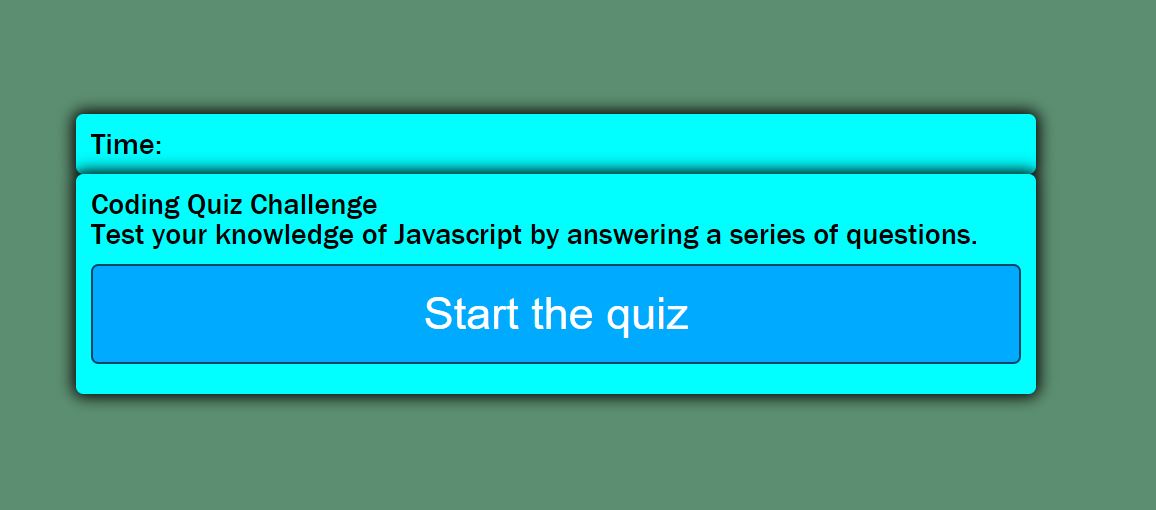 Time:
Coding Quiz Challenge
Test your knowledge of Javascript by answering a series of questions.
Start the quiz